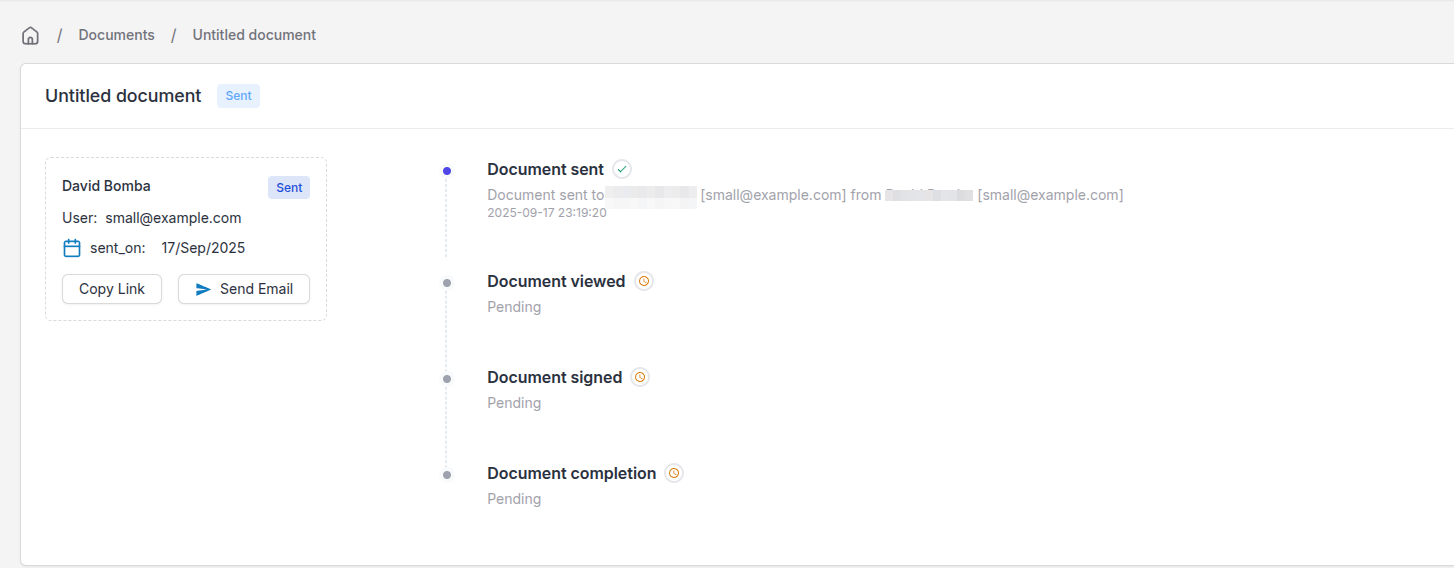 / Documents / Untitled document
Untitled document Sent
David Bomba Sent
User: small@example.com
sent_on: 17/Sep/2025
Copy Link Send Email
Document sent
Document sent to [small@example.com] from [small@example.com]
2025-09-17 23:19:20
Document viewed
Pending
Document signed
Pending
Document completion
Pending